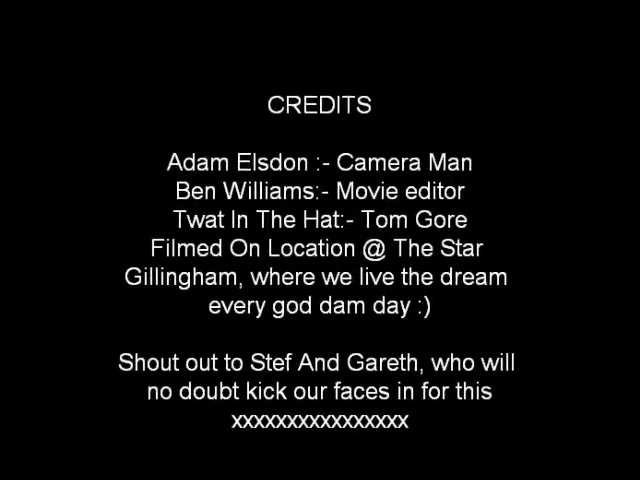 CREDITS
Adam Elsdon :- Camera Man
Ben Williams:- Movie editor
Twat In The Hat:- Tom Gore
Filmed On Location @ The Star
Gillingham, where we live the dream
every god dam day :)
Shout out to Stef And Gareth, who will
no doubt kick our faces in for this
xxxxxxxxxxxxxxxx